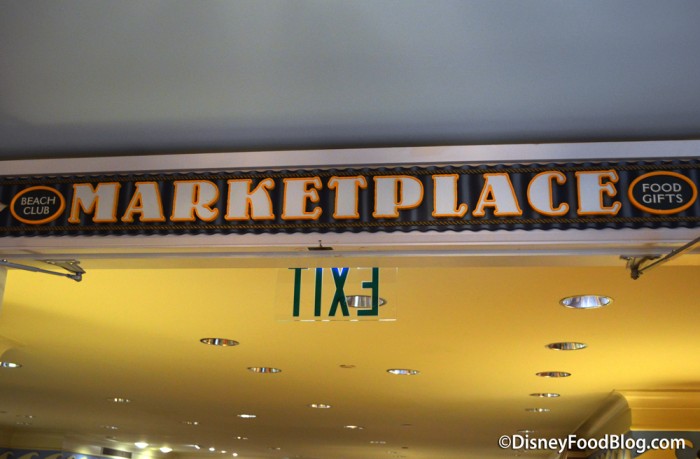 BEACH CLUB
MARKETPLACE
FOOD GIFTS
EXIT
©DisneyFoodBlog.com